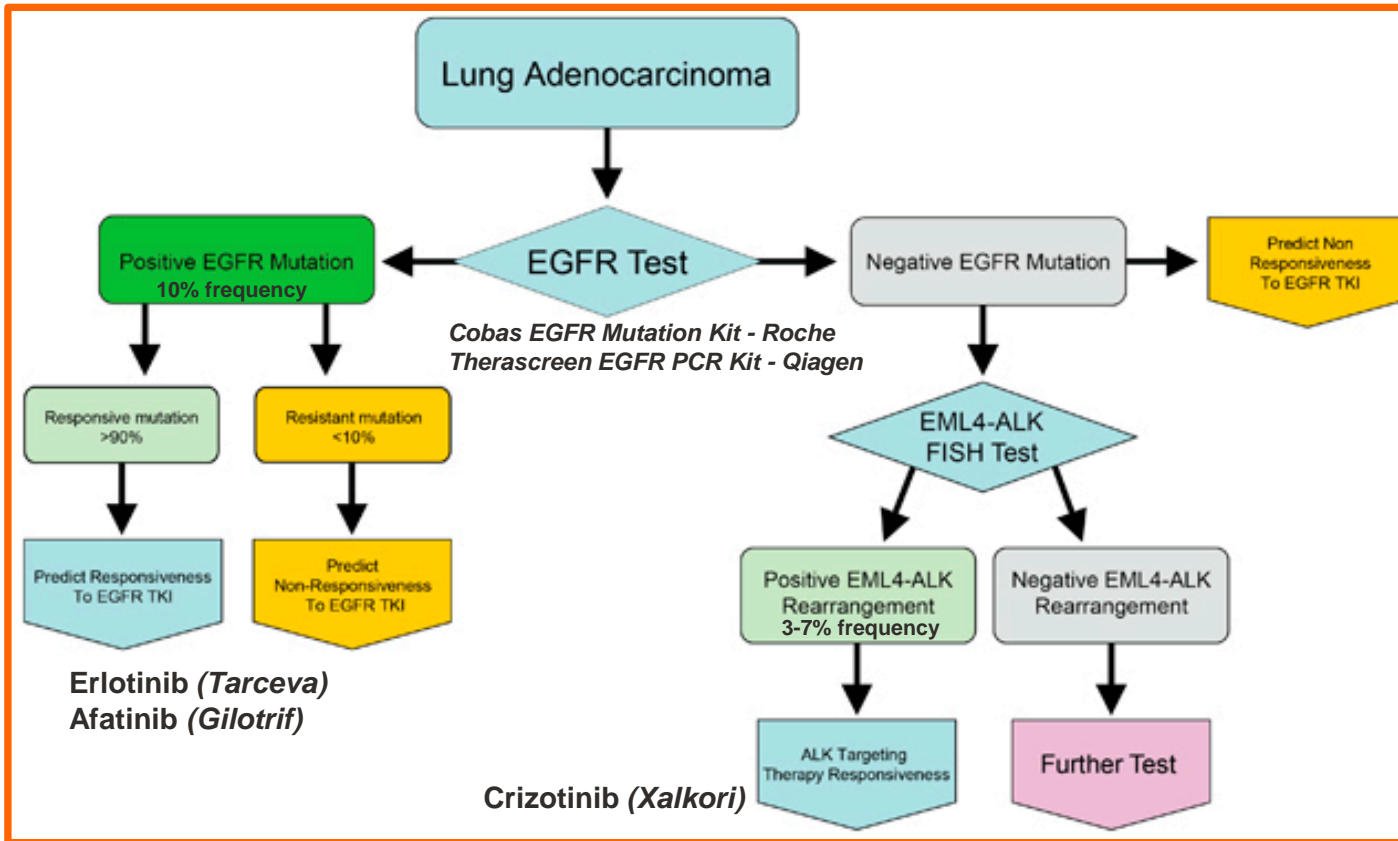 Lung Adenocarcinoma
Positive EGFR Mutation
10% frequency
EGFR Test
Negative EGFR Mutation
Predict Non
Responsiveness
To EGFR TKI
Cobas EGFR Mutation Kit - Roche
Therascreen EGFR PCR Kit - Qiagen
Responsive mutation
>90%
Resistant mutation
<10%
EML4-ALK
FISH Test
Predict Responsiveness
To EGFR TKI
Predict
Non-Responsiveness
To EGFR TKI
Positive EML4-ALK
Rearrangement
3-7% frequency
Negative EML4-ALK
Rearrangement
Erlotinib (Tarceva)
Afatinib (Gilotrif)
ALK Targeting
Therapy Responsiveness
Further Test
Crizotinib (Xalkori)